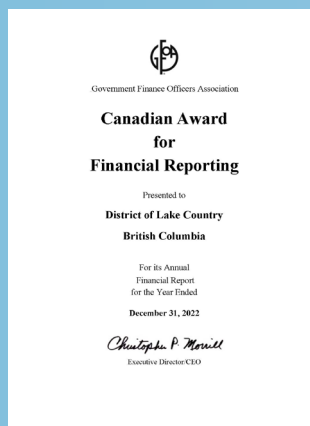 GFOA
Government Finance Officers Association
Canadian Award
for
Financial Reporting
Presented to
District of Lake Country
British Columbia
For its Annual
Financial Report
for the Year Ended
December 31, 2022
Christopher P. Morrill
Executive Director/CEO